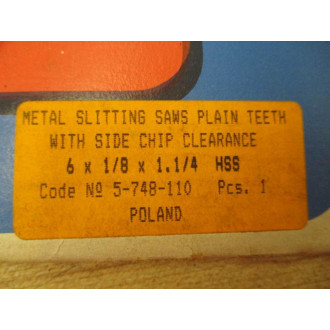 METAL SLITTING SAWS PLAIN TEETH
WITH SIDE CHIP CLEARANCE
6 x 1/8 x 1.1/4 HSS
Code Nº 5-748-110 Pcs. 1
POLAND